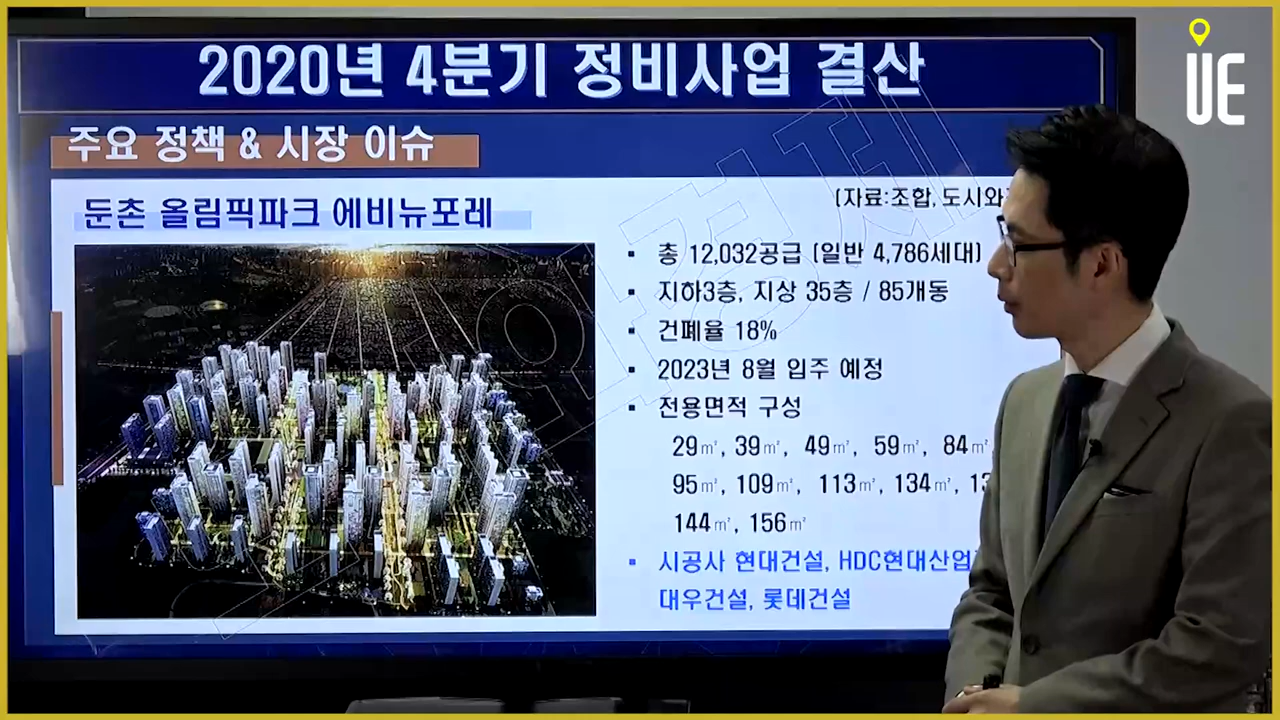 2020년 4분기 정비사업 결산
UE
주요 정책 & 시장 이슈
(자료:조합, 도시와
둔촌 올림픽파크 에비뉴포레
▪ 총 12,032공급 (일반 4,786세대)
▪ 지하3층, 지상 35층 / 85개동
▪ 건폐율 18%
▪ 2023년 8월 입주 예정
▪ 전용면적 구성
29㎡, 39㎡, 49㎡, 59㎡, 84㎡
95㎡, 109㎡, 113㎡, 134㎡,
144㎡, 156㎡
▪ 시공사 현대건설, HDC현대산업
대우건설, 롯데건설